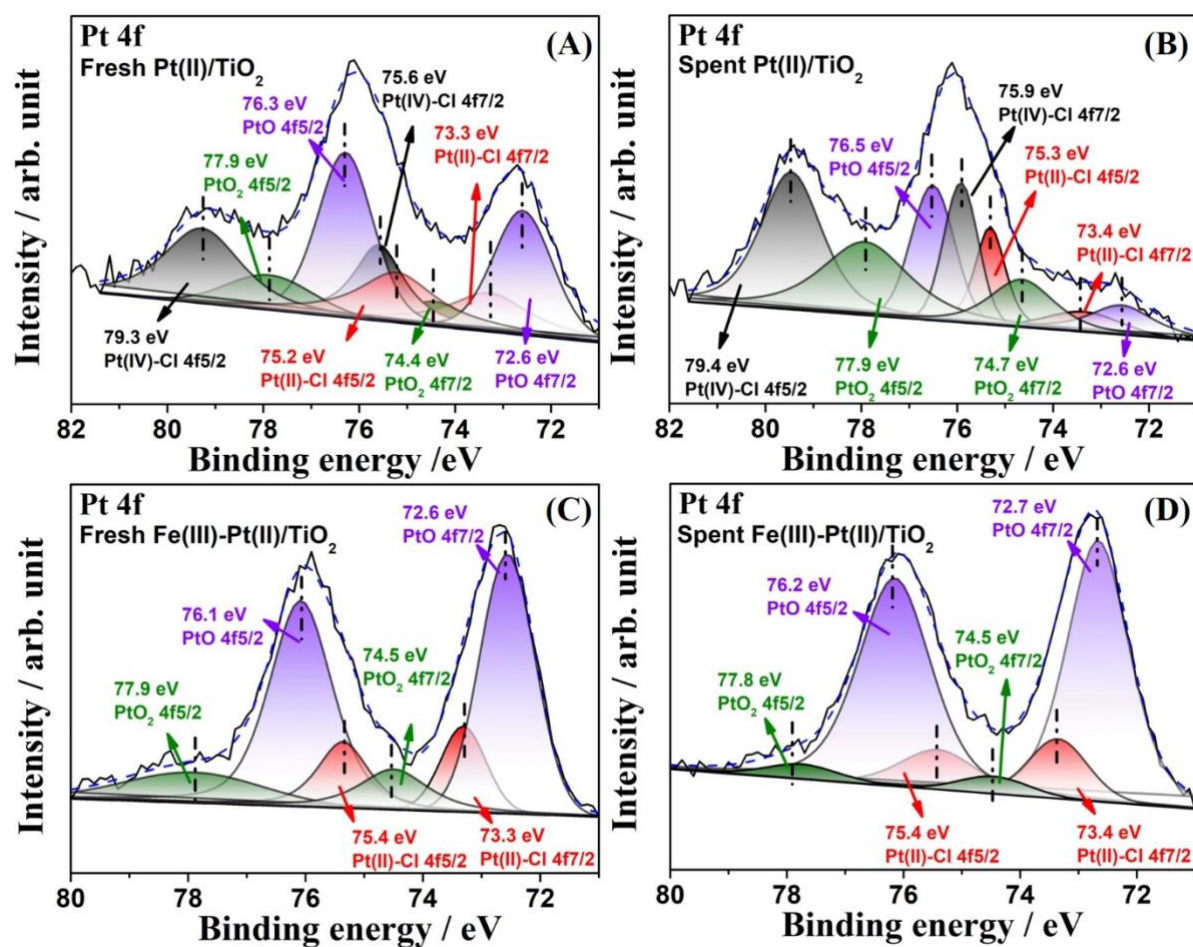 Pt 4f
Fresh Pt(II)/TiO₂
(A)
75.6 eV
Pt(IV)-Cl 4f7/2
76.3 eV
PtO 4f5/2
73.3 eV
Pt(II)-Cl 4f7/2
77.9 eV
PtO₂ 4f5/2
79.3 eV
Pt(IV)-Cl 4f5/2
75.2 eV
Pt(II)-Cl 4f5/2
74.4 eV
PtO₂ 4f7/2
72.6 eV
PtO 4f7/2
Intensity / arb. unit
82 80 78 76 74 72
Binding energy /eV
Pt 4f
Spent Pt(II)/TiO₂
(B)
75.9 eV
Pt(IV)-Cl 4f7/2
76.5 eV
PtO 4f5/2
75.3 eV
Pt(II)-Cl 4f5/2
73.4 eV
Pt(II)-Cl 4f7/2
79.4 eV
Pt(IV)-Cl 4f5/2
77.9 eV
PtO₂ 4f5/2
74.7 eV
PtO₂ 4f7/2
72.6 eV
PtO 4f7/2
Intensity / arb. unit
82 80 78 76 74 72
Binding energy /eV
Pt 4f
Fresh Fe(III)-Pt(II)/TiO₂
(C)
72.6 eV
PtO 4f7/2
76.1 eV
PtO 4f5/2
74.5 eV
PtO₂ 4f7/2
77.9 eV
PtO₂ 4f5/2
75.4 eV
Pt(II)-Cl 4f5/2
73.3 eV
Pt(II)-Cl 4f7/2
Intensity / arb. unit
80 78 76 74 72
Binding energy / eV
Pt 4f
Spent Fe(III)-Pt(II)/TiO₂
(D)
72.7 eV
PtO 4f7/2
76.2 eV
PtO 4f5/2
74.5 eV
PtO₂ 4f7/2
77.8 eV
PtO₂ 4f5/2
75.4 eV
Pt(II)-Cl 4f5/2
73.4 eV
Pt(II)-Cl 4f7/2
Intensity / arb. unit
80 78 76 74 72
Binding energy / eV